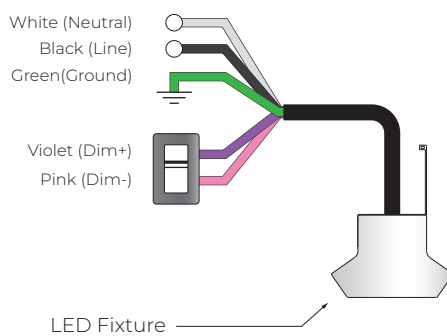 White (Neutral)
Black (Line)
Green(Ground)
Violet (Dim+)
Pink (Dim-)
LED Fixture